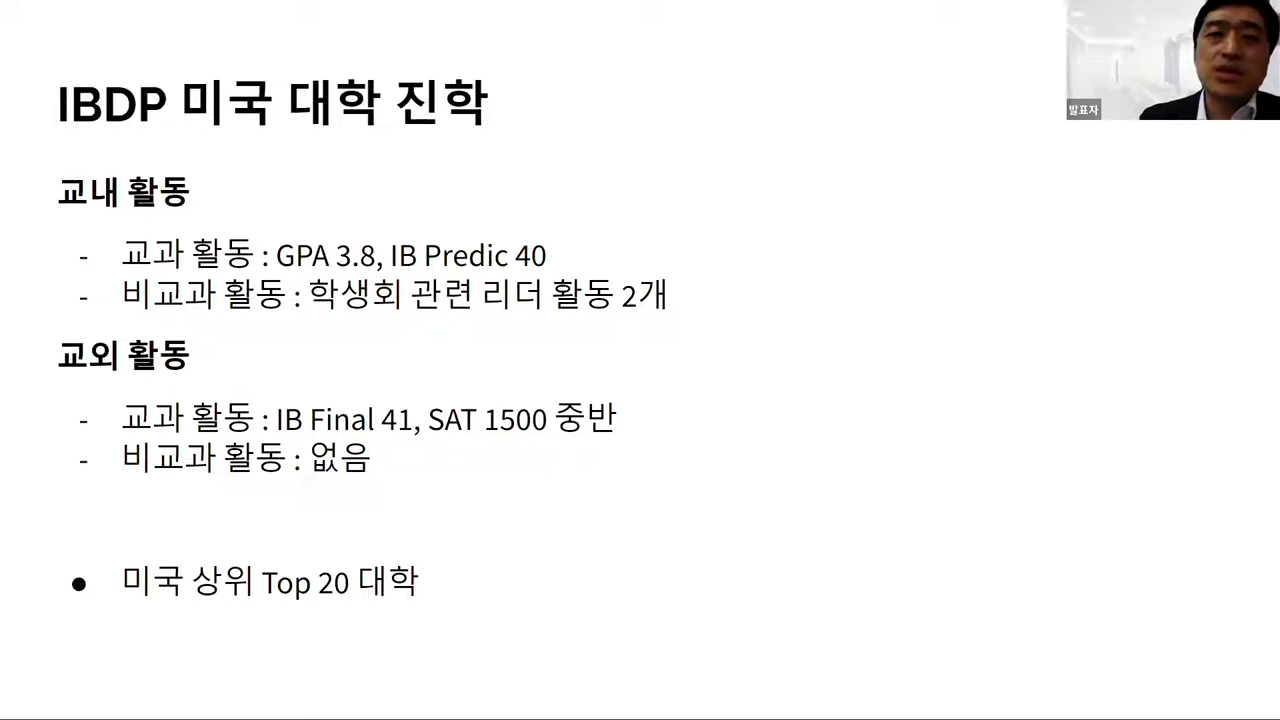 IBDP 미국 대학 진학
발표자
교내 활동
- 교과 활동 : GPA 3.8, IB Predic 40
- 비교과 활동 : 학생회 관련 리더 활동 2개
교외 활동
- 교과 활동 : IB Final 41, SAT 1500 중반
- 비교과 활동 : 없음
● 미국 상위 Top 20 대학